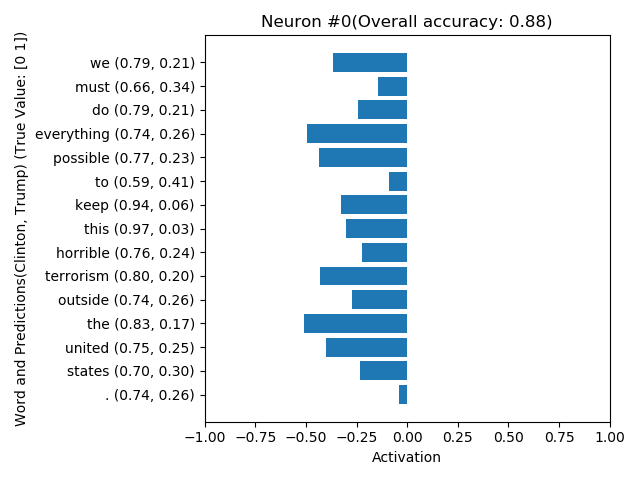 Neuron #0(Overall accuracy: 0.88)
Word and Predictions(Clinton, Trump) (True Value: [0 1])
we (0.79, 0.21)
must (0.66, 0.34)
do (0.79, 0.21)
everything (0.74, 0.26)
possible (0.77, 0.23)
to (0.59, 0.41)
keep (0.94, 0.06)
this (0.97, 0.03)
horrible (0.76, 0.24)
terrorism (0.80, 0.20)
outside (0.74, 0.26)
the (0.83, 0.17)
united (0.75, 0.25)
states (0.70, 0.30)
. (0.74, 0.26)
−1.00 −0.75 −0.50 −0.25 0.00 0.25 0.50 0.75 1.00
Activation